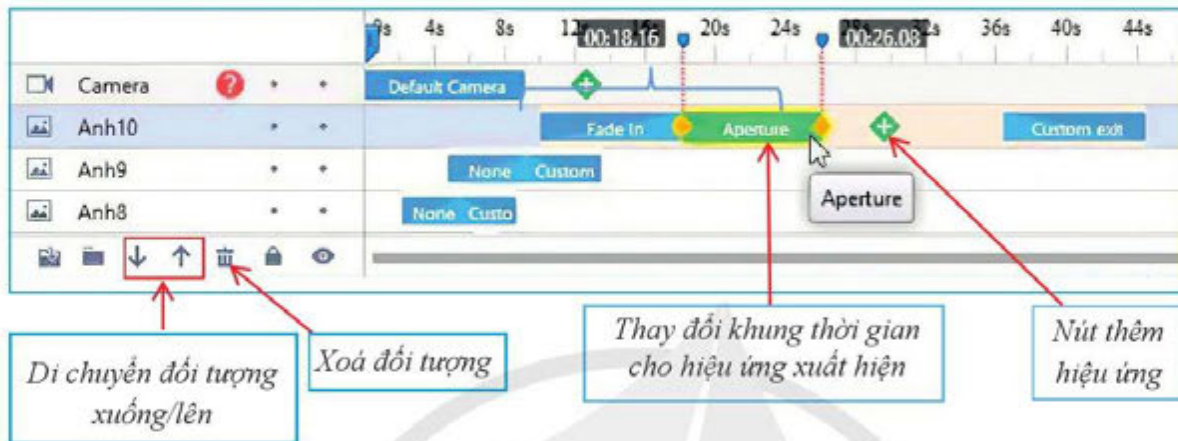 0s 4s 8s 12s 00:18.16 20s 24s 00:26.08 32s 36s 40s 44s
Camera ? Default Camera
Anh10 Fade In Aperture Custom exit
Anh9 None Custom
Aperture
Anh8 None Custo
Di chuyển đối tượng
xuống/lên
Xoá đối tượng
Thay đổi khung thời gian
cho hiệu ứng xuất hiện
Nút thêm
hiệu ứng